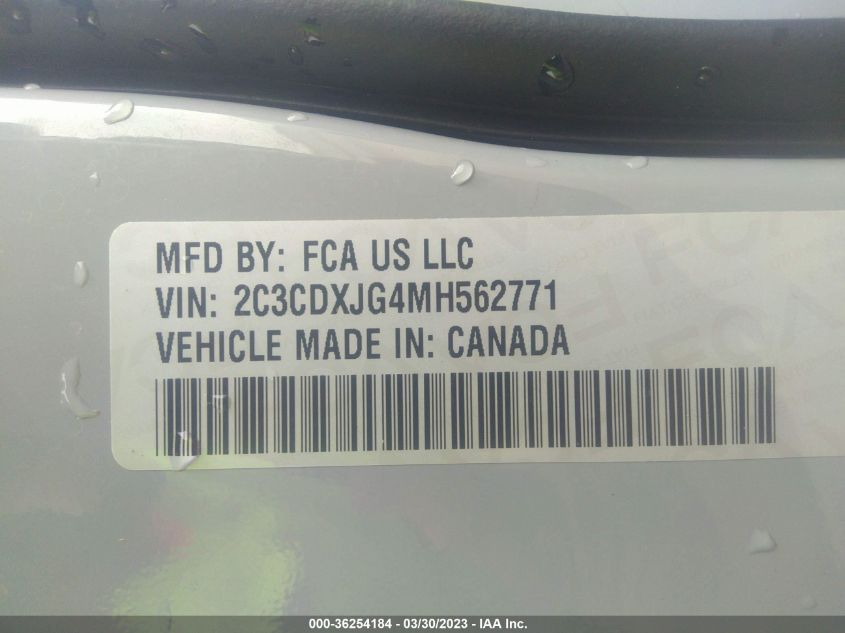 MFD BY: FCA US LLC
VIN: 2C3CDXJG4MH562771
VEHICLE MADE IN: CANADA
000-36254184 - 03/30/2023 - IAA Inc.